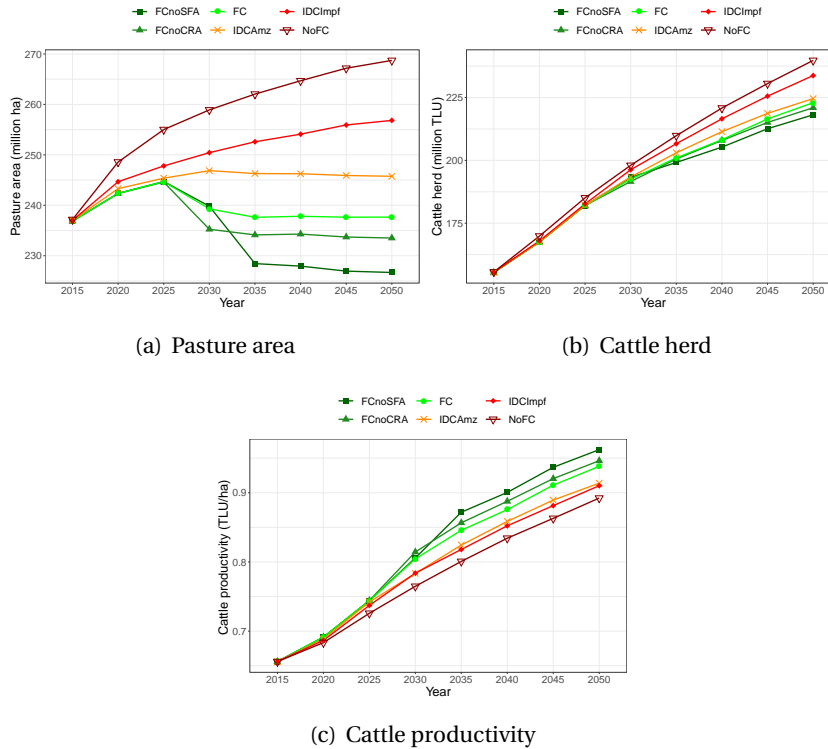 FCnoSFA FC IDCImpf
FCnoCRA IDCAmz NoFC
270
260
250
240
230
Pasture area (million ha)
2015 2020 2025 2030 2035 2040 2045 2050
Year
(a) Pasture area
FCnoSFA FC IDCImpf
FCnoCRA IDCAmz NoFC
225
200
175
Cattle herd (million TLU)
2015 2020 2025 2030 2035 2040 2045 2050
Year
(b) Cattle herd
FCnoSFA FC IDCImpf
FCnoCRA IDCAmz NoFC
0.9
0.8
0.7
Cattle productivity (TLU/ha)
2015 2020 2025 2030 2035 2040 2045 2050
Year
(c) Cattle productivity